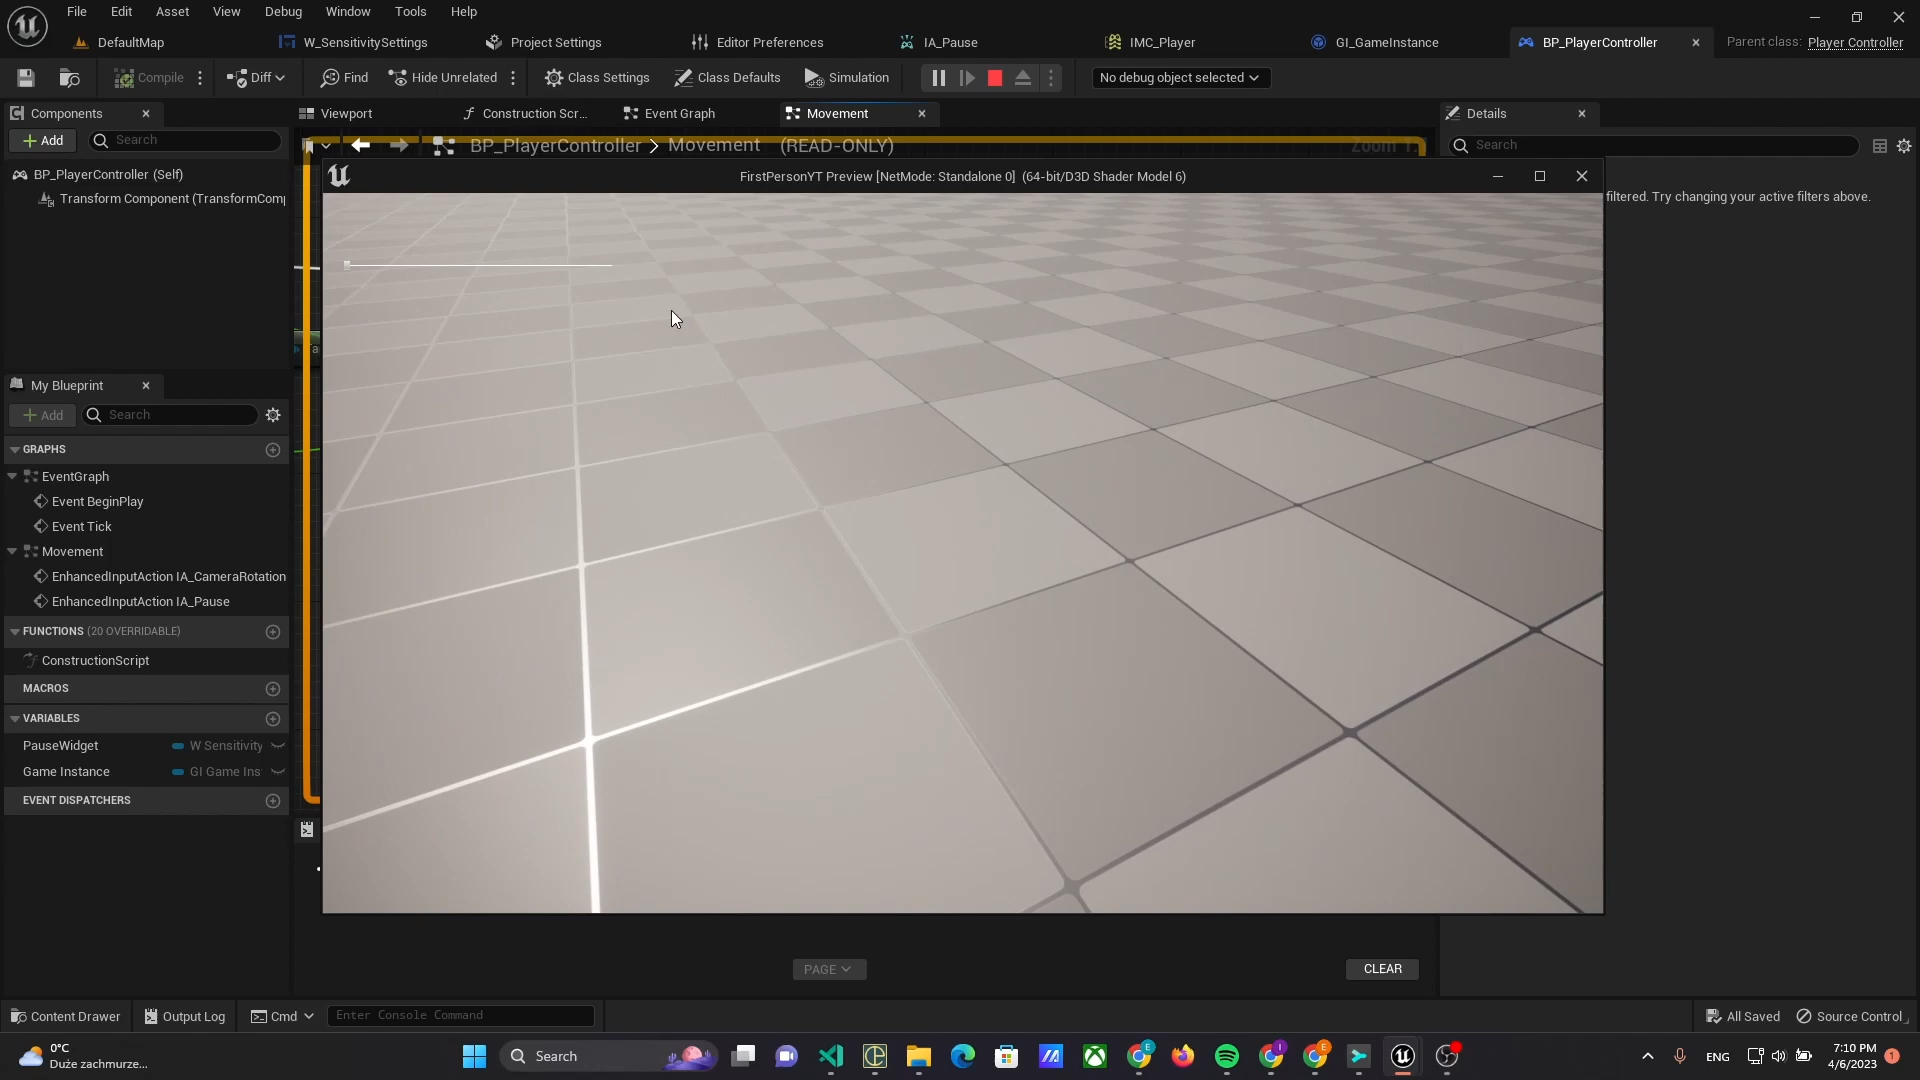 File Edit Asset View Debug Window Tools Help
DefaultMap W_SensitivitySettings Project Settings Editor Preferences IA_Pause IMC_Player GI_GameInstance BP_PlayerController Parent class: Player Controller
Compile Diff Find Hide Unrelated Class Settings Class Defaults Simulation No debug object selected
Components Viewport Construction Scr... Event Graph Movement Details
Add Search BP_PlayerController > Movement (READ-ONLY) Search
BP_PlayerController (Self) FirstPersonYT Preview [NetMode: Standalone 0] (64-bit/D3D Shader Model 6)
Transform Component (TransformComp filtered. Try changing your active filters above.
My Blueprint
Add Search
GRAPHS
EventGraph
Event BeginPlay
Event Tick
Movement
EnhancedInputAction IA_CameraRotation
EnhancedInputAction IA_Pause
FUNCTIONS (20 OVERRIDABLE)
ConstructionScript
MACROS
VARIABLES
PauseWidget W Sensitivity
Game Instance GI Game Ins
EVENT DISPATCHERS
PAGE CLEAR
Content Drawer Output Log Cmd Enter Console Command All Saved Source Control
0°C
Duże zachmurze...
Search
ENG
7:10 PM
4/6/2023
1